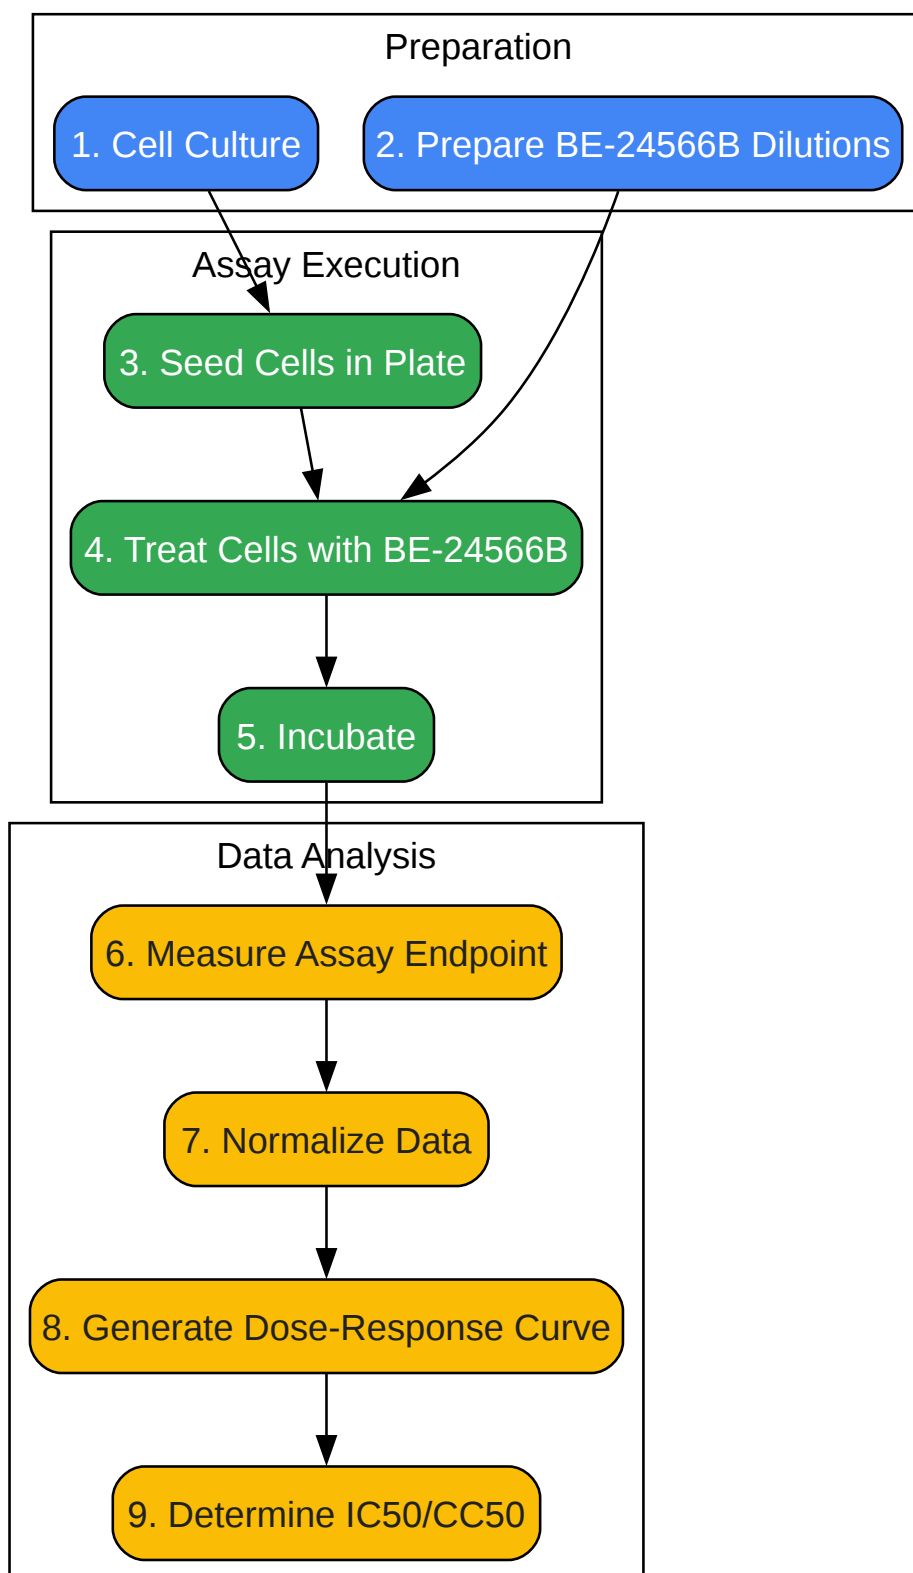 Preparation
1. Cell Culture
2. Prepare BE-24566B Dilutions
Assay Execution
3. Seed Cells in Plate
4. Treat Cells with BE-24566B
5. Incubate
Data Analysis
6. Measure Assay Endpoint
7. Normalize Data
8. Generate Dose-Response Curve
9. Determine IC50/CC50